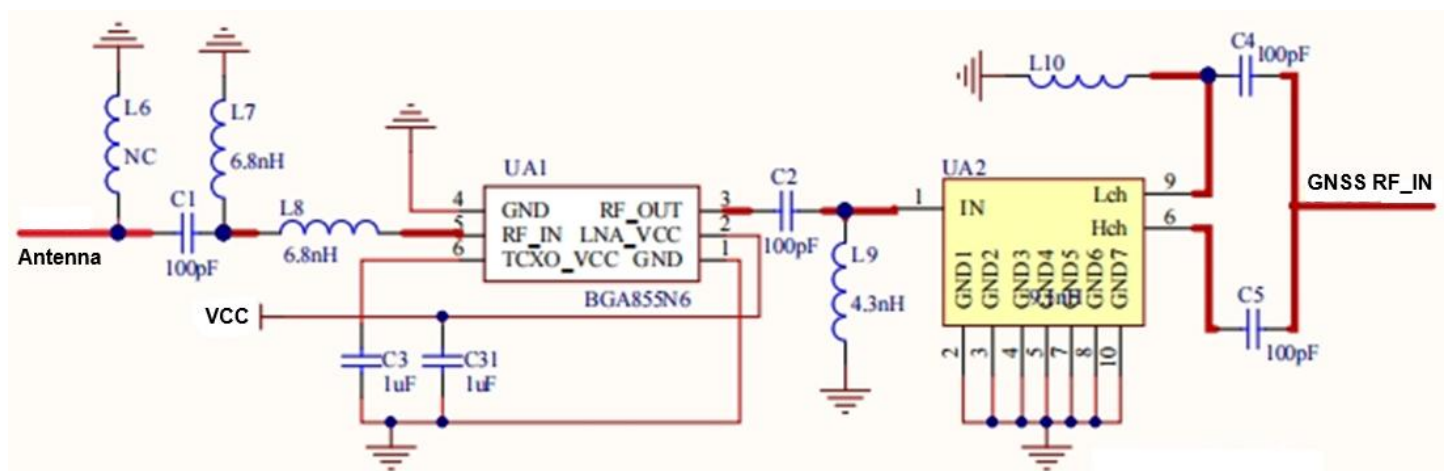 L6
NC
L7
6.8nH
C1
100pF
L8
6.8nH
Antenna
UA1
4
5
6
GND
RF_IN
TCXO_VCC
RF_OUT
LNA_VCC
GND
3
2
1
BGA855N6
VCC
C3
1uF
C31
1uF
C2
100pF
L9
4.3nH
L10
UA2
1
IN
Lch
Hch
9
6
GND1
GND2
GND3
GND4
GND5
GND6
GND7
9.1nH
2
3
4
5
7
8
10
C4
100pF
GNSS RF_IN
C5
100pF